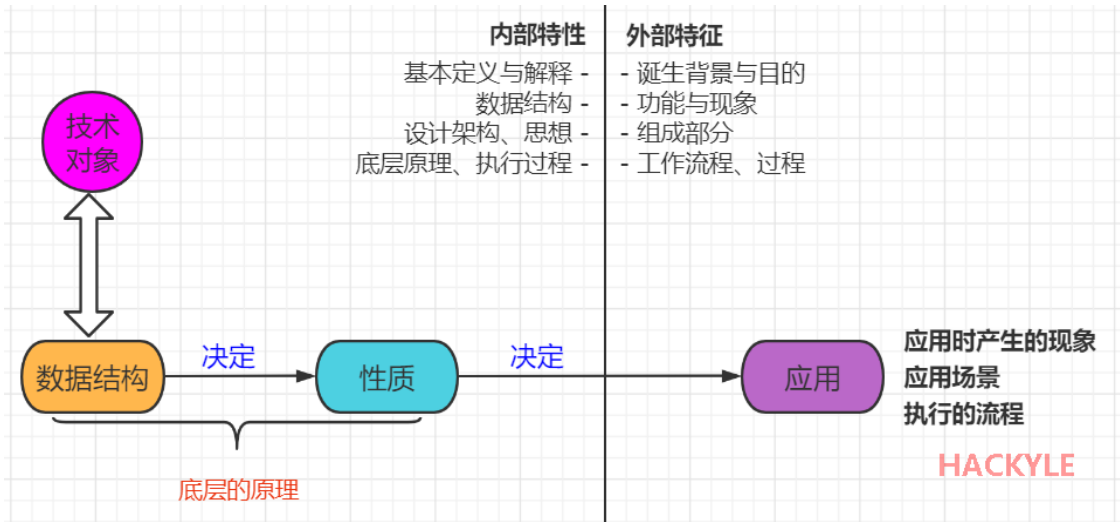 内部特性
基本定义与解释 -
数据结构 -
设计架构、思想 -
底层原理、执行过程 -
外部特征
- 诞生背景与目的
- 功能与现象
- 组成部分
- 工作流程、过程
技术
对象
数据结构
决定
性质
决定
应用
应用时产生的现象
应用场景
执行的流程
底层的原理
HACKYLE